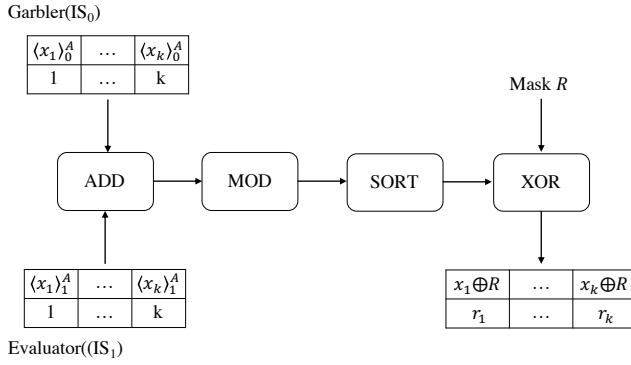 Garbler(IS₀)
⟨x₁⟩₀ᴬ … ⟨xₖ⟩₀ᴬ
1 … k
Mask R
ADD MOD SORT XOR
⟨x₁⟩₁ᴬ … ⟨xₖ⟩₁ᴬ
1 … k
x₁⊕R … xₖ⊕R
r₁ … rₖ
Evaluator((IS₁)